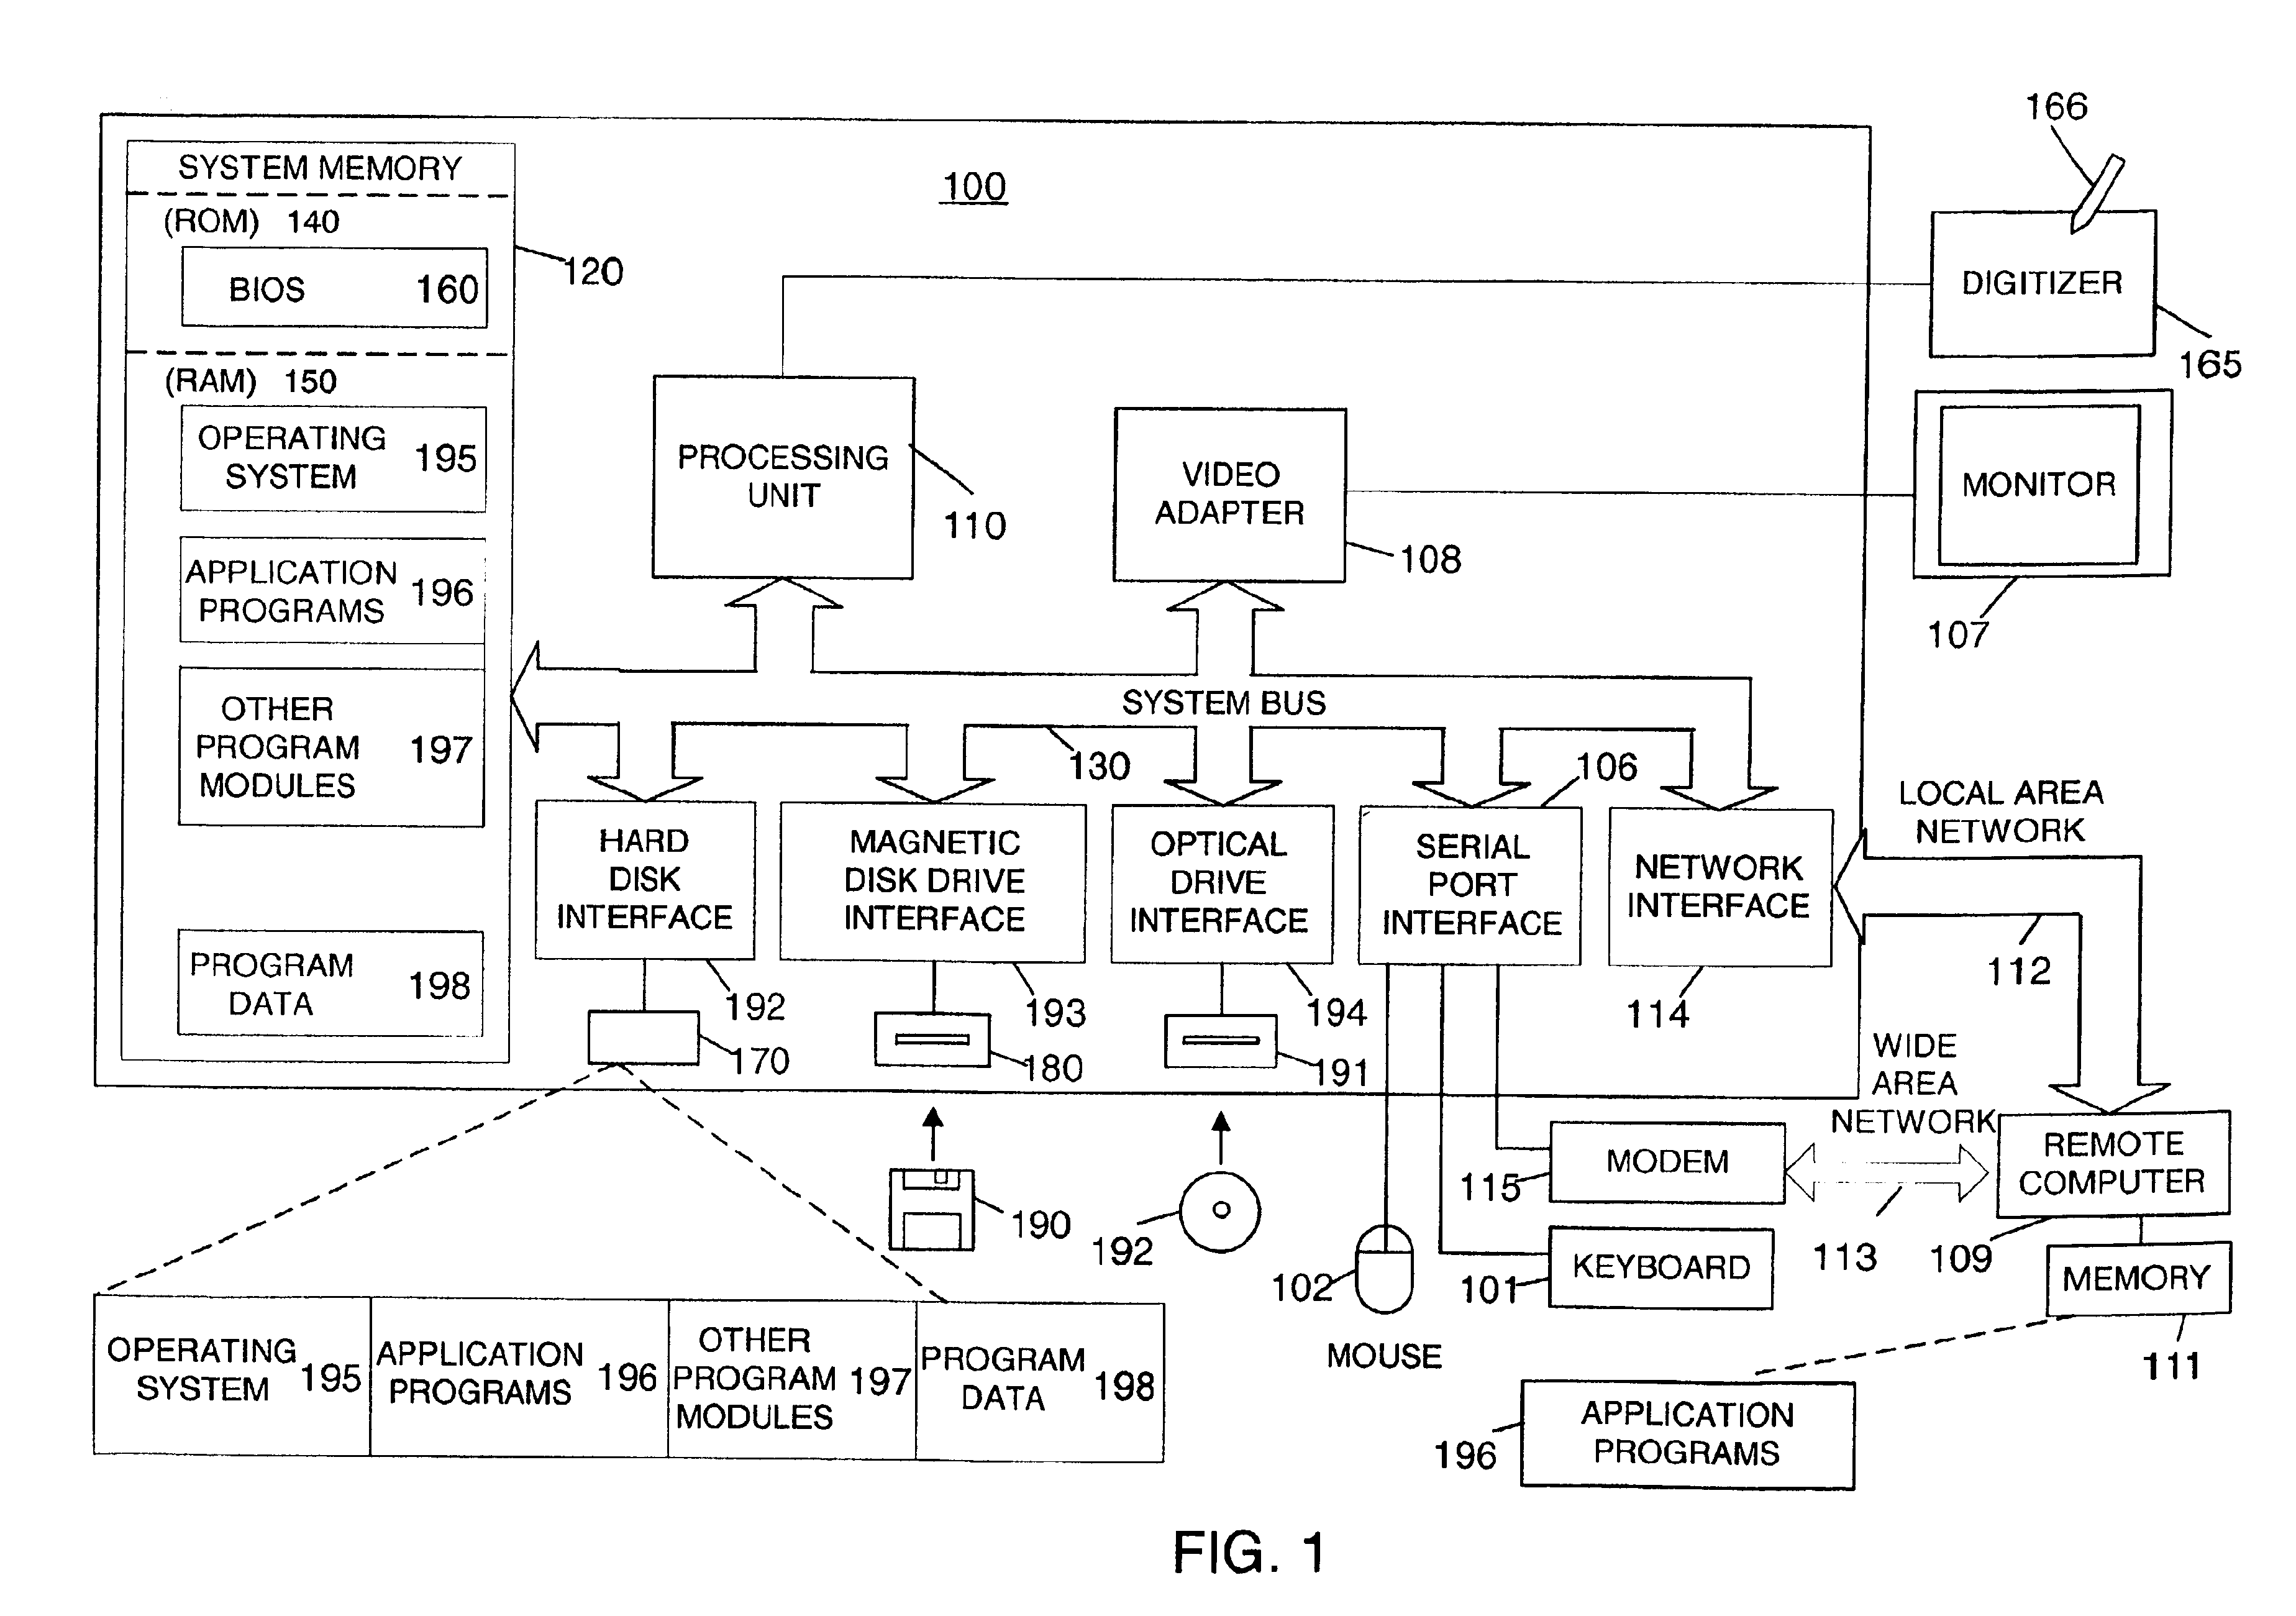 166
SYSTEM MEMORY
100
(ROM) 140
BIOS 160
120
DIGITIZER
165
(RAM) 150
OPERATING
SYSTEM
195
PROCESSING
UNIT
110
VIDEO
ADAPTER
108
MONITOR
107
APPLICATION
PROGRAMS
196
OTHER
PROGRAM
MODULES
197
SYSTEM BUS
130
106
LOCAL AREA
NETWORK
HARD
DISK
INTERFACE
MAGNETIC
DISK DRIVE
INTERFACE
OPTICAL
DRIVE
INTERFACE
SERIAL
PORT
INTERFACE
NETWORK
INTERFACE
112
PROGRAM
DATA
198
192
193
194
114
170
180
191
WIDE
AREA
NETWORK
190
192
102
MOUSE
115
MODEM
101
KEYBOARD
113
REMOTE
COMPUTER
109
MEMORY
111
OPERATING
SYSTEM
195
APPLICATION
PROGRAMS
196
OTHER
PROGRAM
MODULES
197
PROGRAM
DATA
198
196
APPLICATION
PROGRAMS
FIG. 1